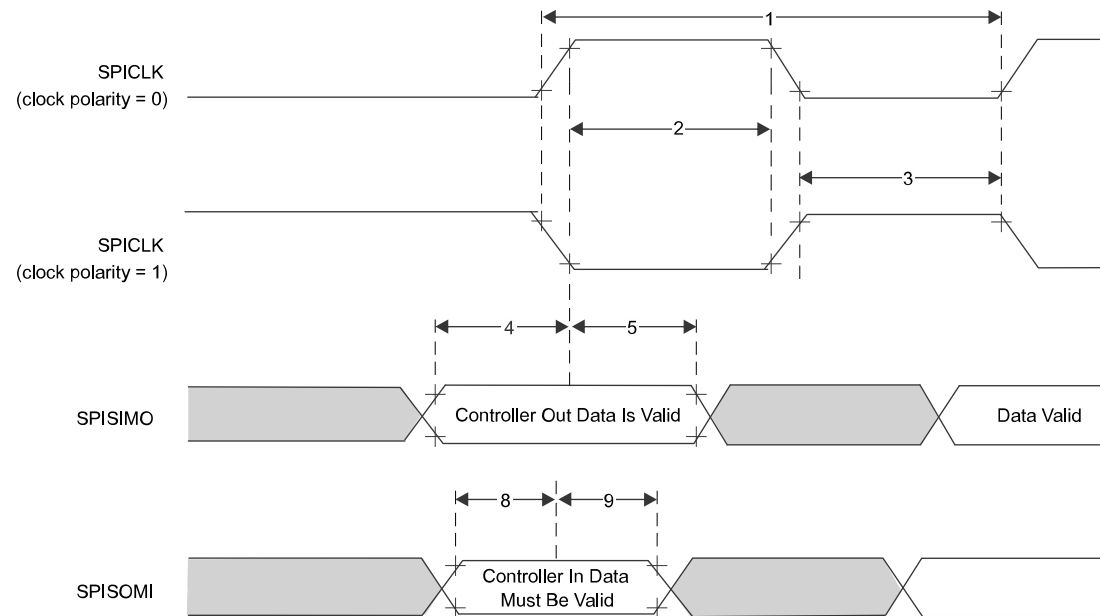 1
SPICLK
(clock polarity = 0)
2
3
SPICLK
(clock polarity = 1)
4
5
SPISIMO
Controller Out Data Is Valid
Data Valid
8
9
SPISOMI
Controller In Data
Must Be Valid